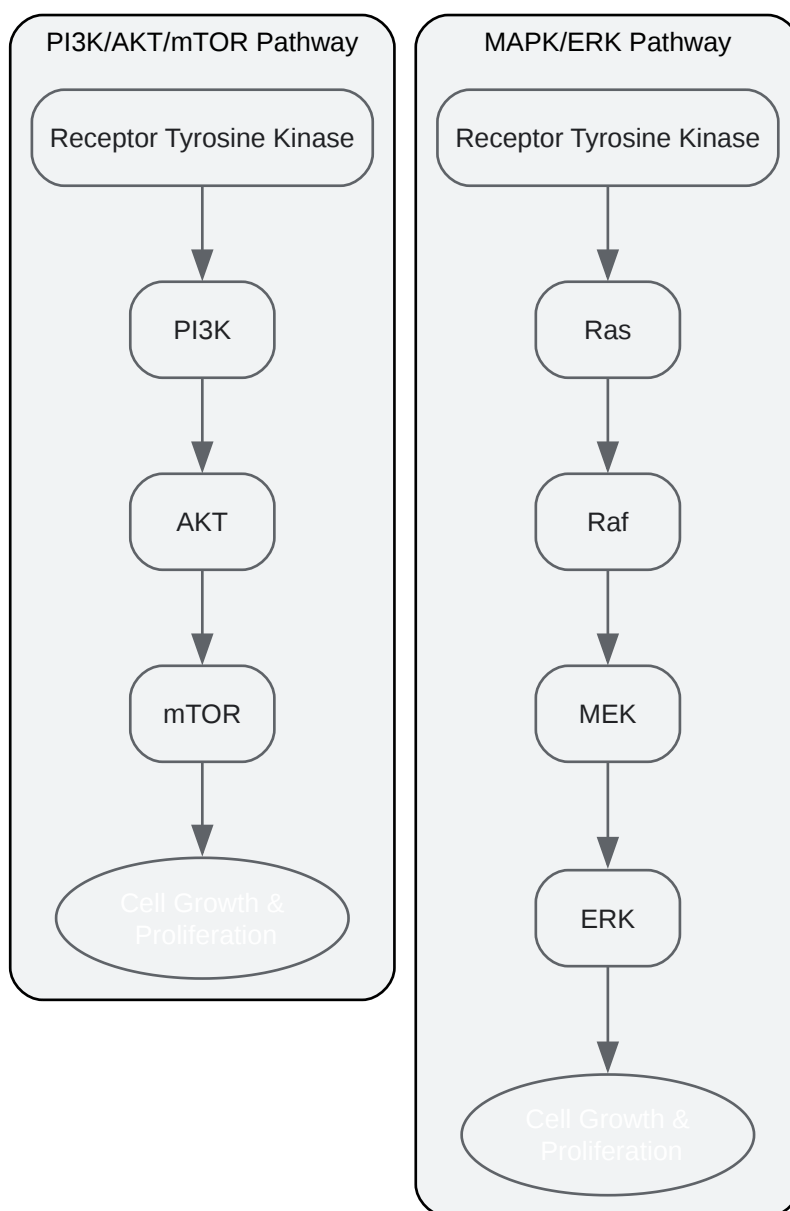 PI3K/AKT/mTOR Pathway
Receptor Tyrosine Kinase
PI3K
AKT
mTOR
Cell Growth &
Proliferation
MAPK/ERK Pathway
Receptor Tyrosine Kinase
Ras
Raf
MEK
ERK
Cell Growth &
Proliferation